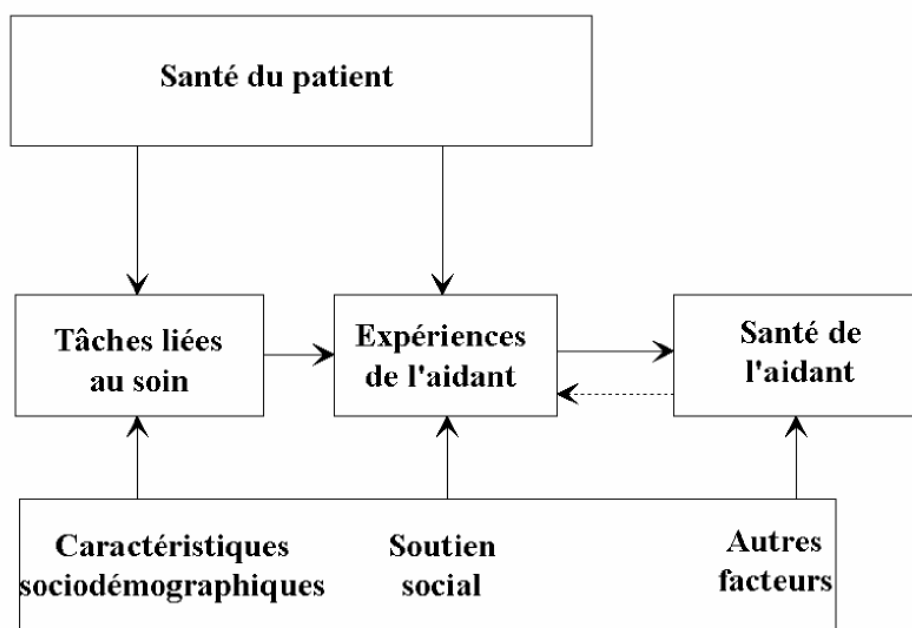 Santé du patient
Tâches liées
au soin
Expériences
de l'aidant
Santé de
l'aidant
Caractéristiques
sociodémographiques
Soutien
social
Autres
facteurs